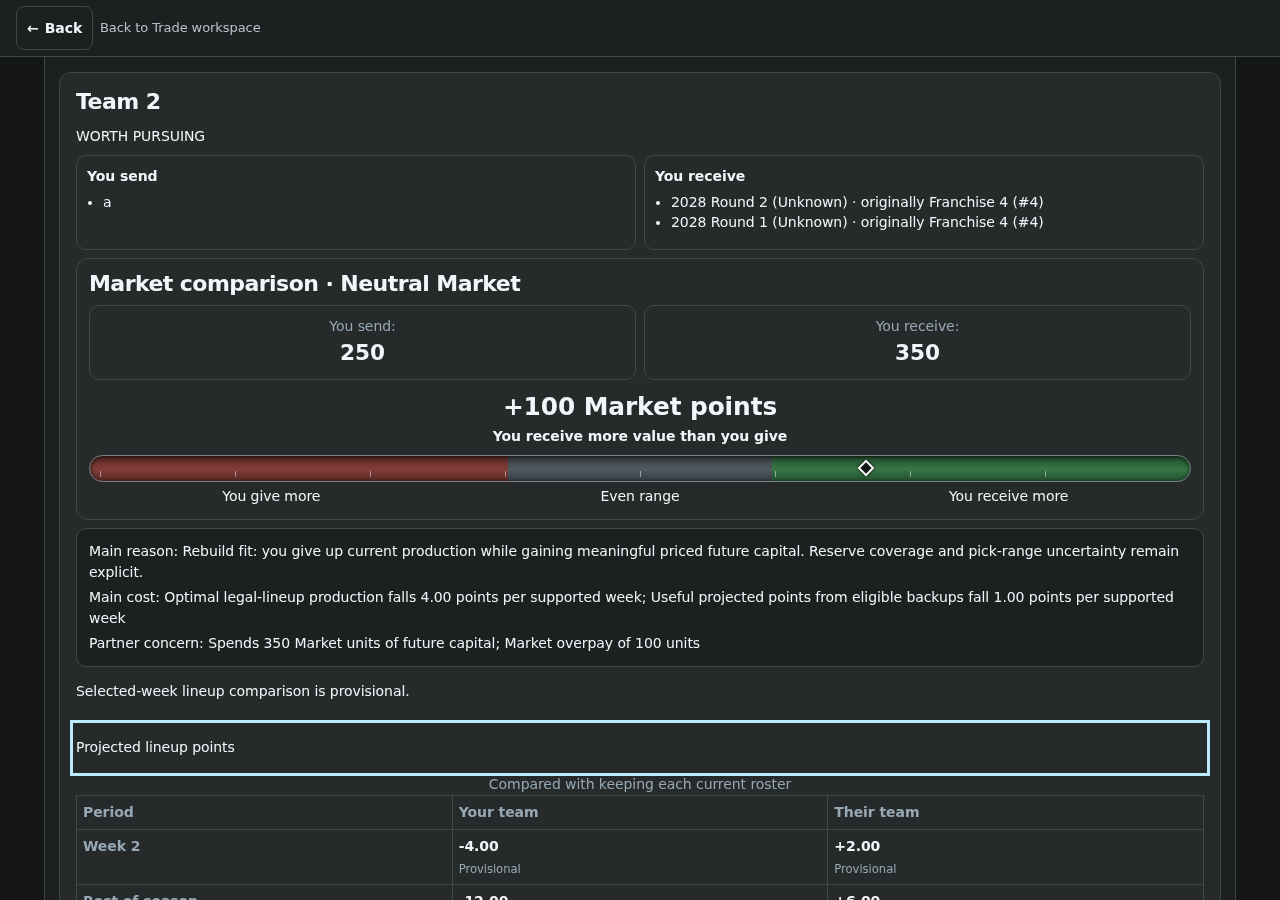 ← Back Back to Trade workspace
Team 2
WORTH PURSUING
You send
• a
You receive
• 2028 Round 2 (Unknown) · originally Franchise 4 (#4)
• 2028 Round 1 (Unknown) · originally Franchise 4 (#4)
Market comparison · Neutral Market
You send:
250
You receive:
350
+100 Market points
You receive more value than you give
You give more Even range You receive more
Main reason: Rebuild fit: you give up current production while gaining meaningful priced future capital. Reserve coverage and pick-range uncertainty remain
explicit.
Main cost: Optimal legal-lineup production falls 4.00 points per supported week; Useful projected points from eligible backups fall 1.00 points per supported
week
Partner concern: Spends 350 Market units of future capital; Market overpay of 100 units
Selected-week lineup comparison is provisional.
Projected lineup points
Compared with keeping each current roster
Period Your team Their team
Week 2 -4.00 +2.00
Provisional Provisional
Rest of season -12.00 +6.00